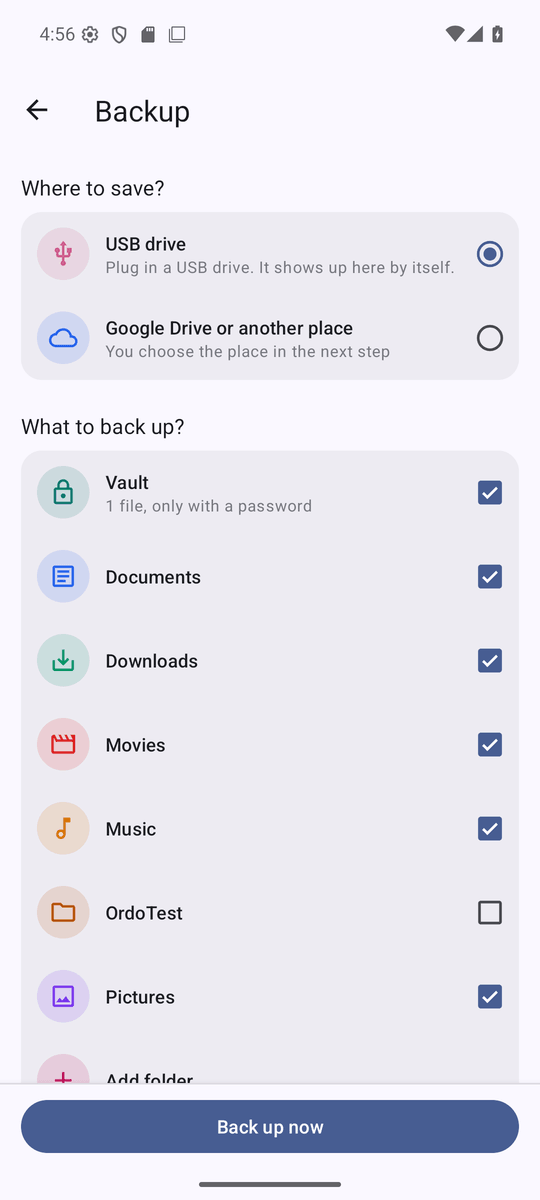 4:56
Backup
Where to save?
USB drive
Plug in a USB drive. It shows up here by itself.
Google Drive or another place
You choose the place in the next step
What to back up?
Vault
1 file, only with a password
Documents
Downloads
Movies
Music
OrdoTest
Pictures
Add folder
Back up now